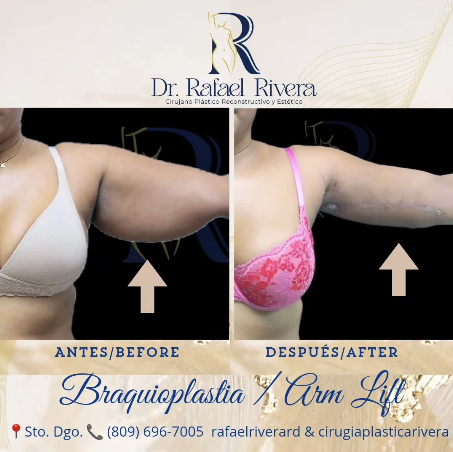 R
Dr. Rafael Rivera
Cirujano Plástico Reconstructivo y Estético
ANTES/BEFORE
DESPUÉS/AFTER
Braquioplastia / Arm Lift
Sto. Dgo. (809) 696-7005 rafaelriverard & cirugiaplasticarivera